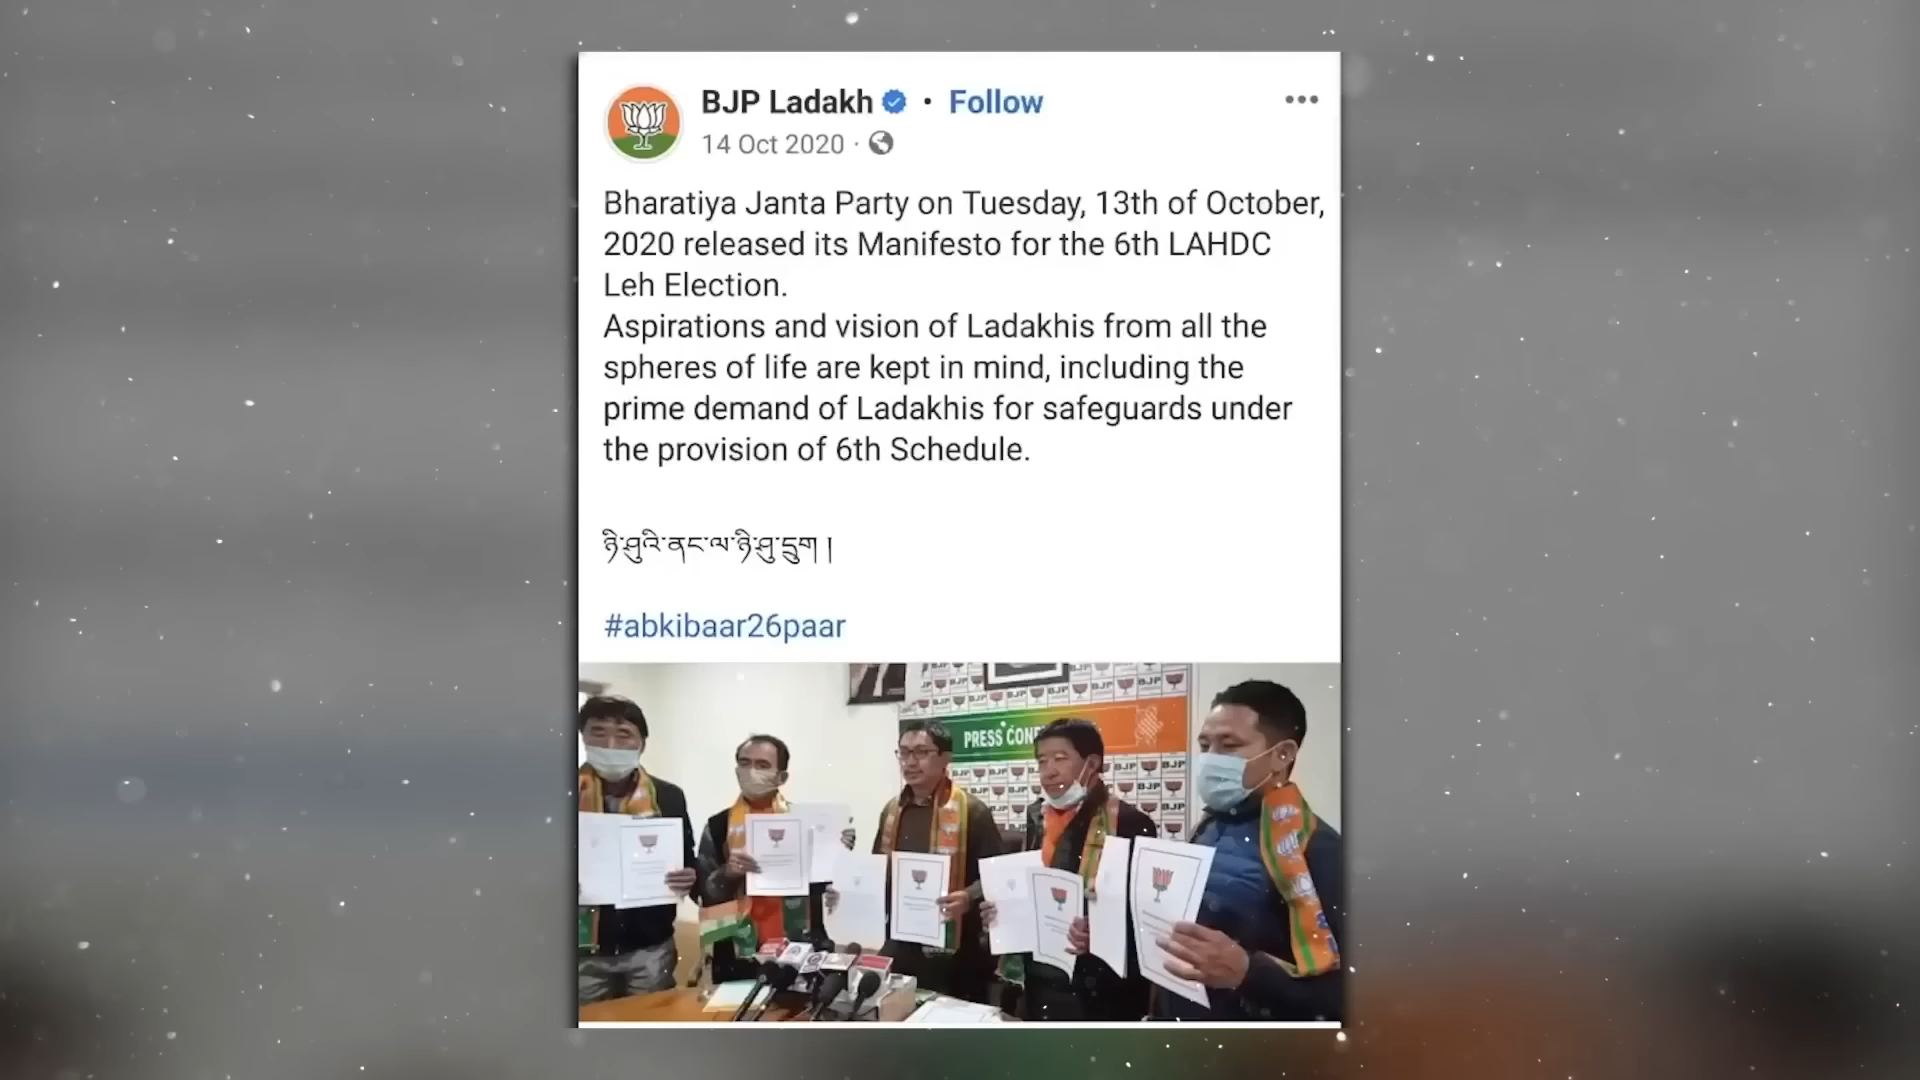 BJP Ladakh • Follow
14 Oct 2020 ·
Bharatiya Janta Party on Tuesday, 13th of October,
2020 released its Manifesto for the 6th LAHDC
Leh Election.
Aspirations and vision of Ladakhis from all the
spheres of life are kept in mind, including the
prime demand of Ladakhis for safeguards under
the provision of 6th Schedule.
ཉི་ཤུའི་ནང་ལ་ཉི་ཤུ་དྲུག །
#abkibaar26paar
PRESS CONF
BJP